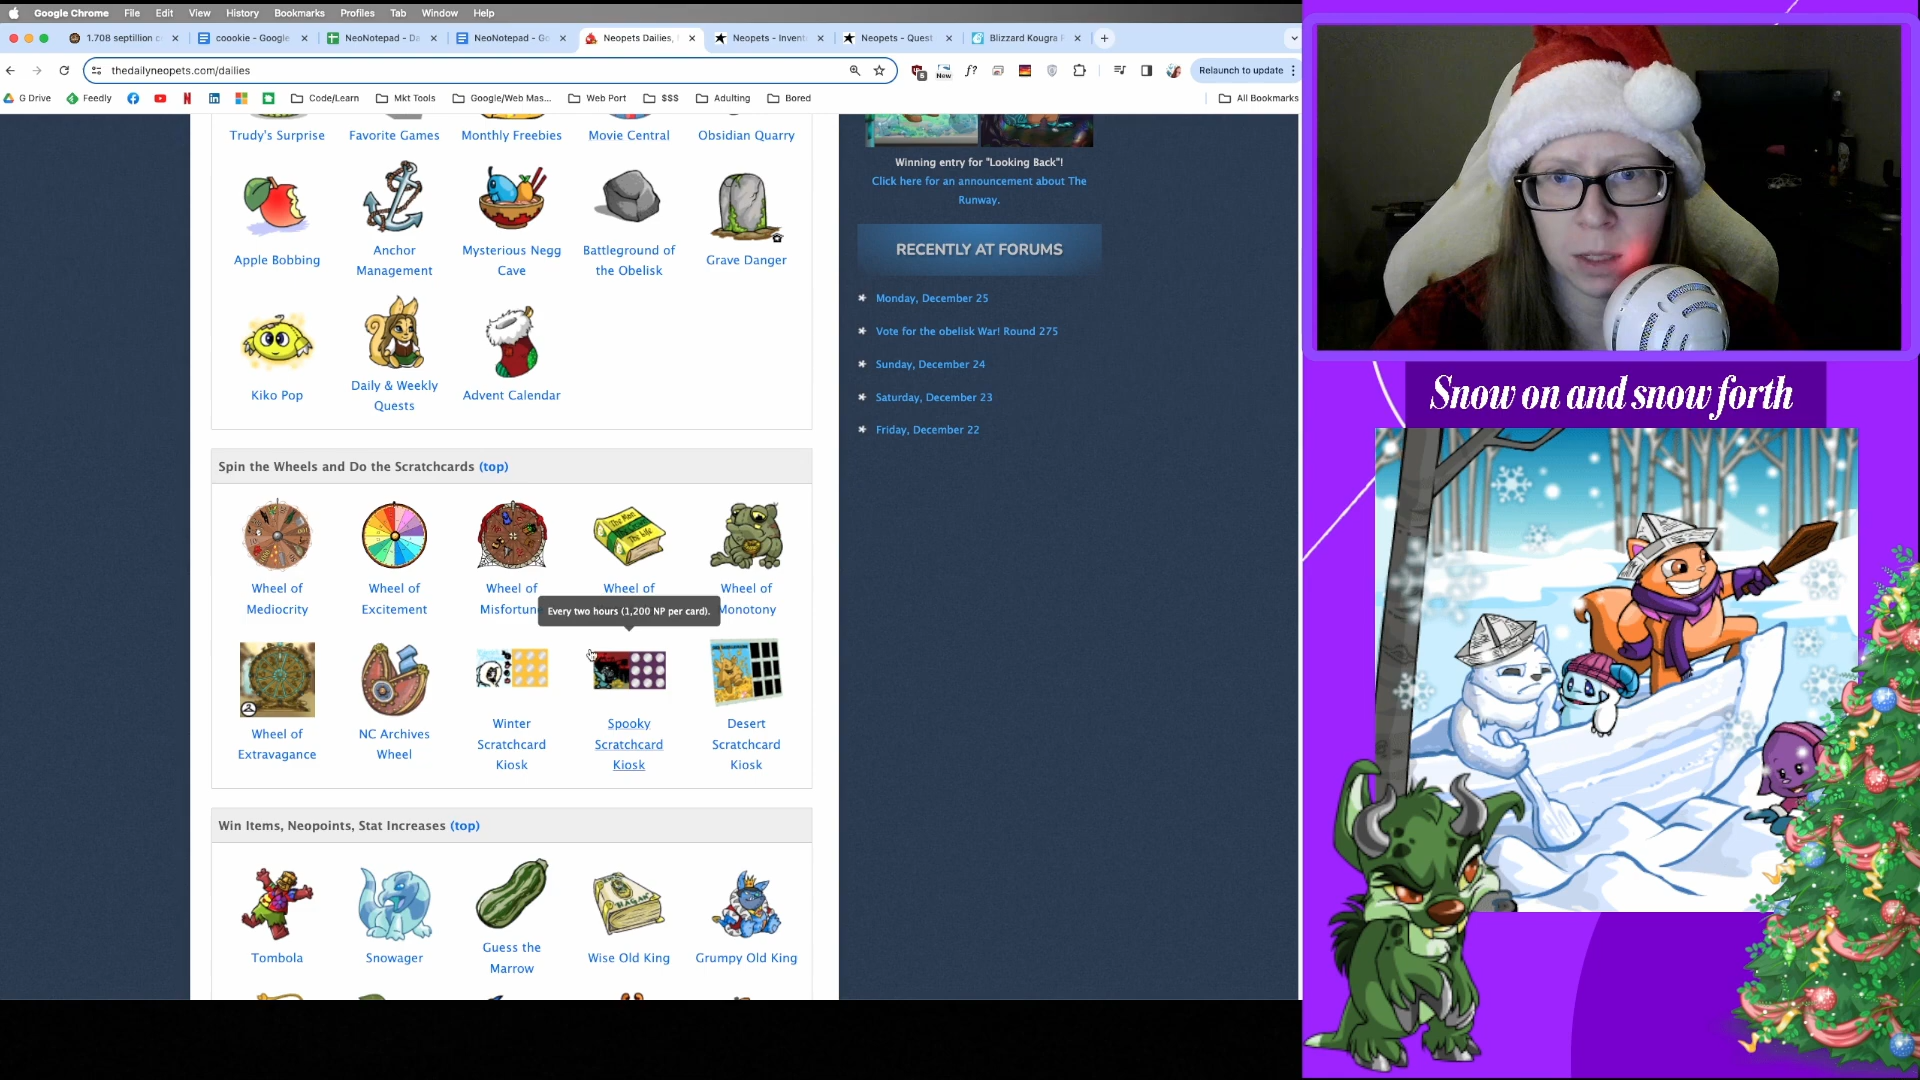 Google Chrome File Edit View History Bookmarks Profiles Tab Window Help
1.708 septillion c coookie - Google NeoNotepad - Da NeoNotepad - Go Neopets Dailies, Neopets - Invent Neopets - Quest Blizzard Kougra
thedailyneopets.com/dailies
New
f?
Relaunch to update
G Drive Feedly Code/Learn Mkt Tools Google/Web Mas... Web Port $$$ Adulting Bored All Bookmarks
Trudy's Surprise Favorite Games Monthly Freebies Movie Central Obsidian Quarry
Apple Bobbing
Anchor
Management
Mysterious Negg
Cave
Battleground of
the Obelisk
Grave Danger
Kiko Pop
Daily & Weekly
Quests
Advent Calendar
Spin the Wheels and Do the Scratchcards (top)
Wheel of
Mediocrity
Wheel of
Excitement
Wheel of
Misfortun
Wheel of
Wheel of
Monotony
Every two hours (1,200 NP per card).
Wheel of
Extravagance
NC Archives
Wheel
Winter
Scratchcard
Kiosk
Spooky
Scratchcard
Kiosk
Desert
Scratchcard
Kiosk
Win Items, Neopoints, Stat Increases (top)
Tombola
Snowager
Guess the
Marrow
Wise Old King
Grumpy Old King
Winning entry for "Looking Back"!
Click here for an announcement about The
Runway.
RECENTLY AT FORUMS
Monday, December 25
Vote for the obelisk War! Round 275
Sunday, December 24
Saturday, December 23
Friday, December 22
Snow on and snow forth